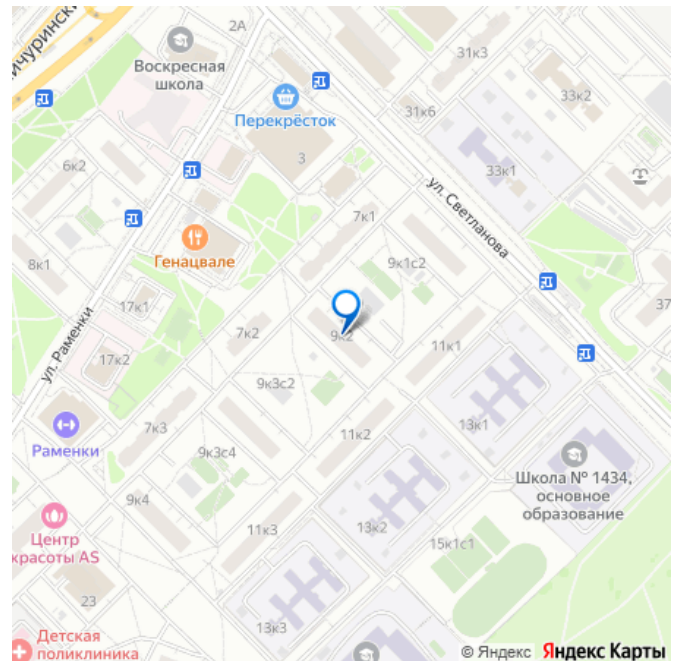 2А
ичурински
Воскресная
школа
31к3
Перекрёсток
31к6
33к2
3
33к1
6к2
ул. Светланова
7к1
Генацвале
8к1
9к1с2
17к1
37
ул. Раменки
7к2
9к2
11к1
17к2
9к3с2
Раменки
7к3
11к2
13к1
9к3с4
Школа № 1434,
основное
образование
9к4
Центр
красоты AS
11к3
13к2
15к1с1
23
13к3
Детская
поликлиника
© Яндекс Яндекс Карты